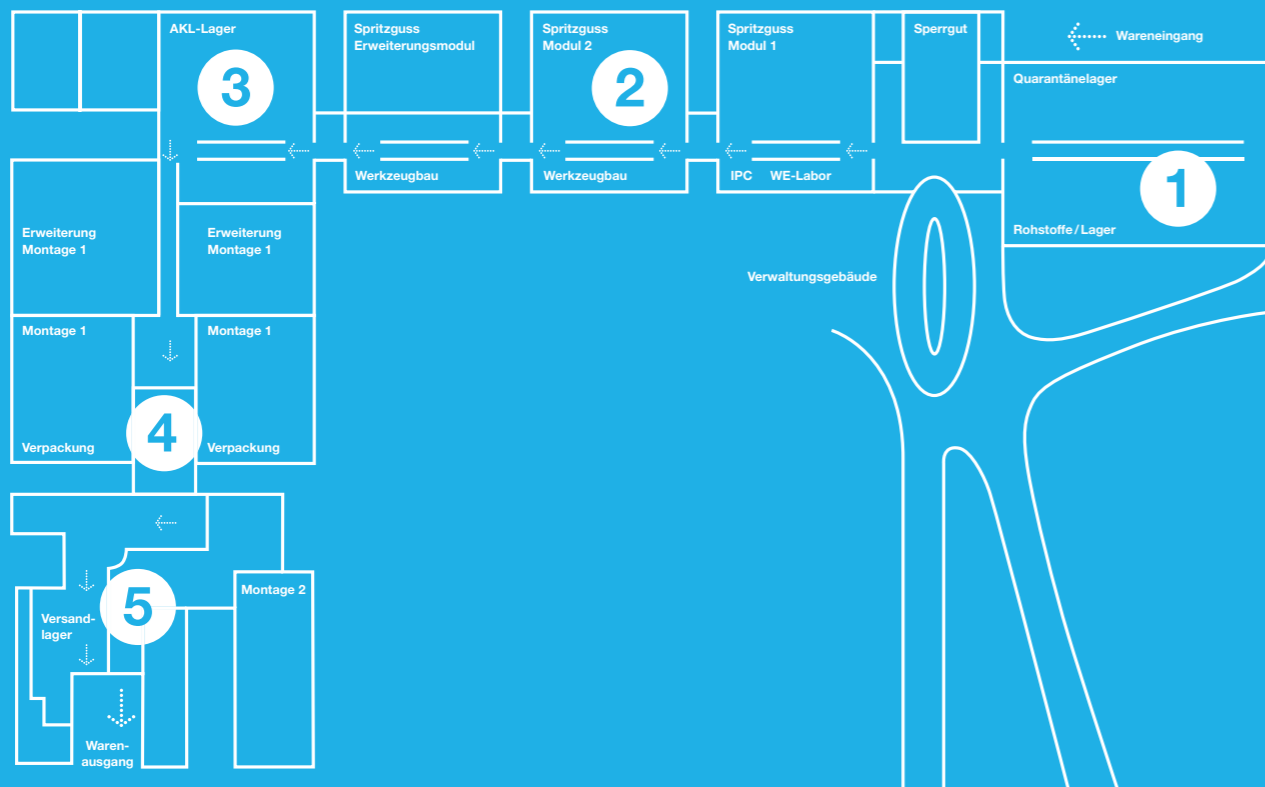 AKL-Lager
3
Spritzguss
Erweiterungsmodul
Spritzguss
Modul 2
2
Spritzguss
Modul 1
Sperrgut
Wareneingang
Quarantänelager
Werkzeugbau
Werkzeugbau
IPC WE-Labor
1
Rohstoffe / Lager
Erweiterung
Montage 1
Erweiterung
Montage 1
Verwaltungsgebäude
Montage 1
Montage 1
4
Verpackung
Verpackung
5
Montage 2
Versand-
lager
Waren-
ausgang